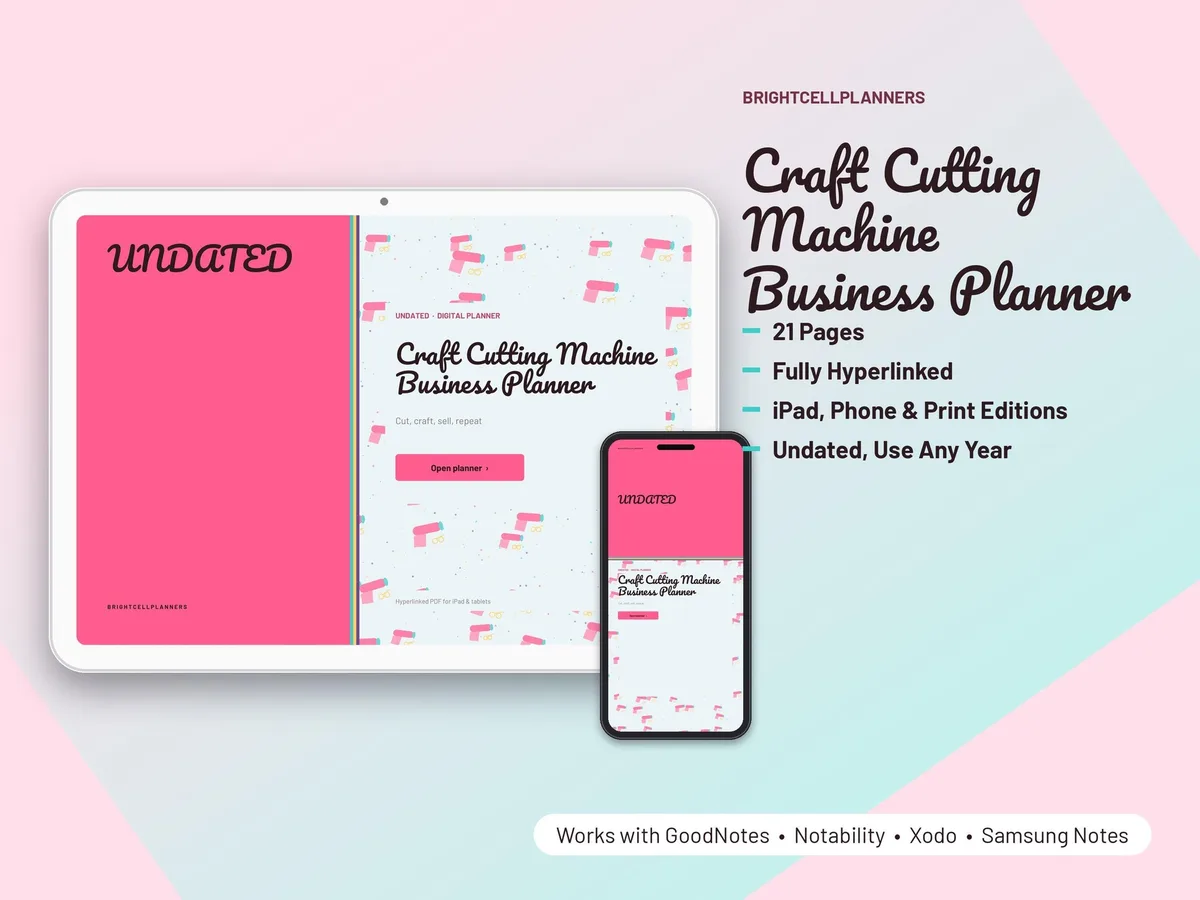 BRIGHTCELLPLANNERS
Craft Cutting
Machine
Business Planner
21 Pages
Fully Hyperlinked
iPad, Phone & Print Editions
Undated, Use Any Year
UNDATED
BRIGHTCELLPLANNERS
UNDATED · DIGITAL PLANNER
Craft Cutting Machine
Business Planner
Cut, craft, sell, repeat
Open planner ›
Hyperlinked PDF for iPad & tablets
UNDATED
Craft Cutting Machine
Business Planner
Works with GoodNotes • Notability • Xodo • Samsung Notes